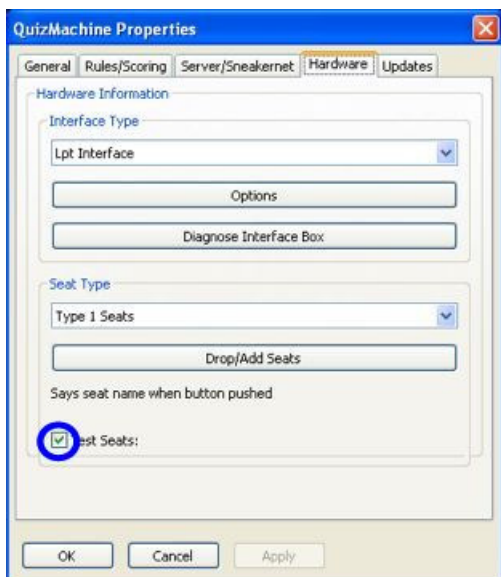 QuizMachine Properties
General Rules/Scoring Server/Sneakernet Hardware Updates
Hardware Information
Interface Type
Lpt Interface
Options
Diagnose Interface Box
Seat Type
Type 1 Seats
Drop/Add Seats
Says seat name when button pushed
est Seats:
OK Cancel Apply